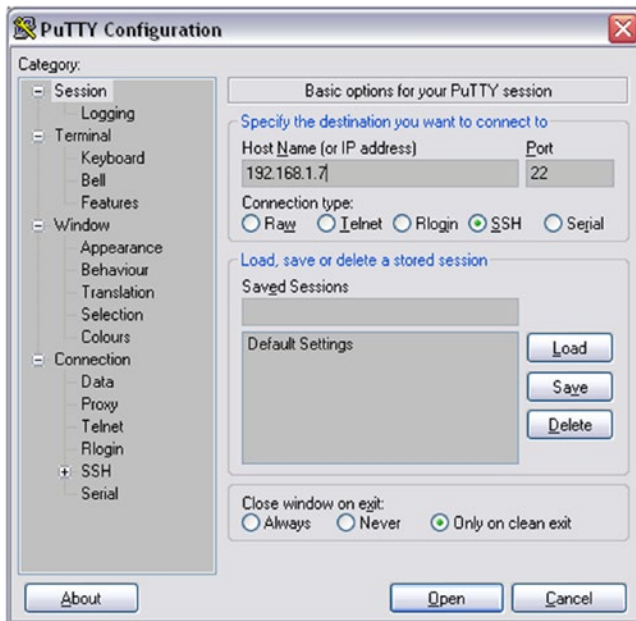 PuTTY Configuration
Category:
Session
Logging
Terminal
Keyboard
Bell
Features
Window
Appearance
Behaviour
Translation
Selection
Colours
Connection
Data
Proxy
Telnet
Rlogin
SSH
Serial
Basic options for your PuTTY session
Specify the destination you want to connect to
Host Name (or IP address) Port
192.168.1.7 22
Connection type:
Raw Telnet Rlogin SSH Serial
Load, save or delete a stored session
Saved Sessions
Default Settings
Load
Save
Delete
Close window on exit:
Always Never Only on clean exit
About Open Cancel